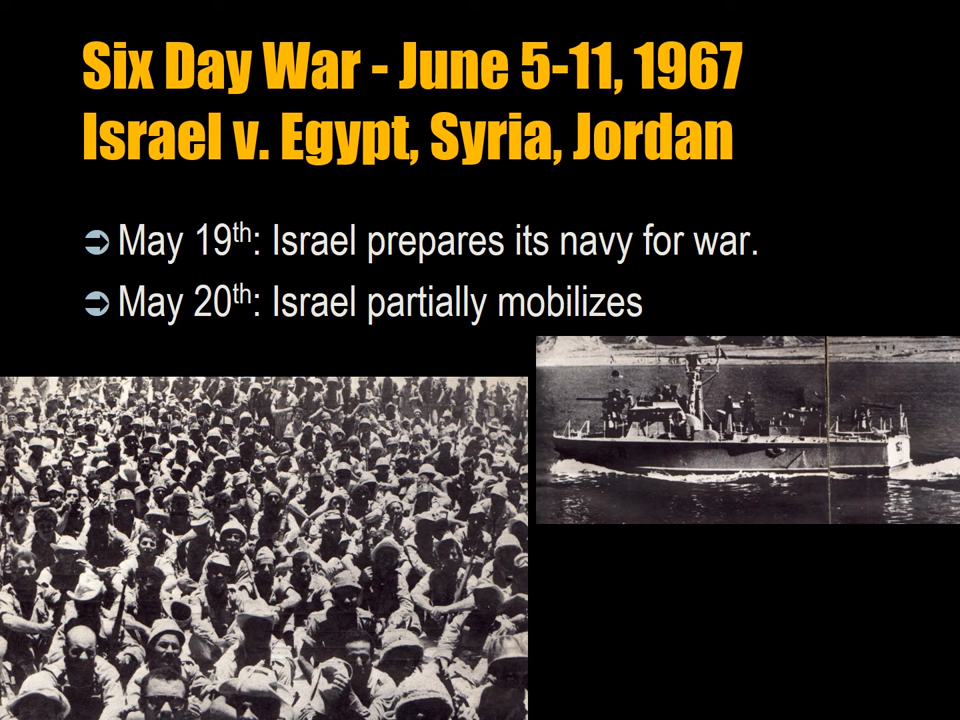 Six Day War - June 5-11, 1967
Israel v. Egypt, Syria, Jordan
May 19th: Israel prepares its navy for war.
May 20th: Israel partially mobilizes